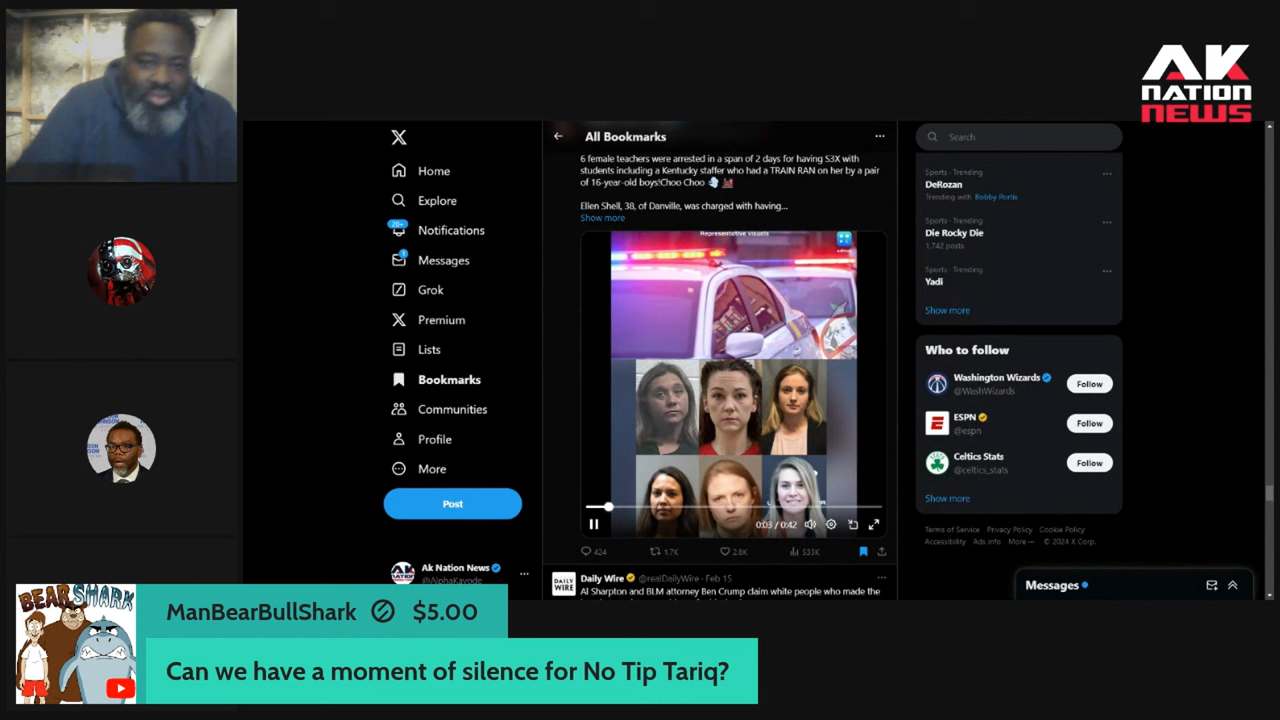 AK
NATION
NEWS
X
Home
Explore
20+
Notifications
Messages
Grok
Premium
Lists
Bookmarks
Communities
Profile
More
Post
Ak Nation News
@AlphaKayode
All Bookmarks
6 female teachers were arrested in a span of 2 days for having S3X with
students including a Kentucky staffer who had a TRAIN RAN on her by a pair
of 16-year-old boys!Choo Choo
Ellen Shell, 38, of Danville, was charged with having...
Show more
Representative Visuals
0:03 / 0:42
424
1.7K
2.8K
533K
DAILY
WIRE
Daily Wire @realDailyWire · Feb 15
Al Sharpton and BLM attorney Ben Crump claim white people who made the
Search
Sports · Trending
DeRozan
Trending with Bobby Portis
Sports · Trending
Die Rocky Die
1,742 posts
Sports · Trending
Yadi
Show more
Who to follow
Washington Wizards
@WashWizards
Follow
ESPN
@espn
Follow
Celtics Stats
@celtics_stats
Follow
Show more
Terms of Service Privacy Policy Cookie Policy
Accessibility Ads info More ··· © 2024 X Corp.
Messages
BEAR SHARK
ManBearBullShark $5.00
Can we have a moment of silence for No Tip Tariq?